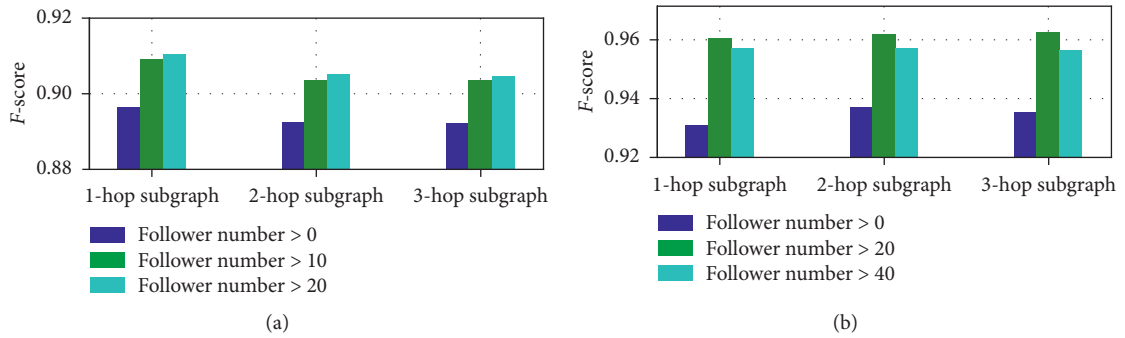 0.92
0.90
0.88
F-score
1-hop subgraph
2-hop subgraph
3-hop subgraph
Follower number > 0
Follower number > 10
Follower number > 20
(a)
0.96
0.94
0.92
F-score
1-hop subgraph
2-hop subgraph
3-hop subgraph
Follower number > 0
Follower number > 20
Follower number > 40
(b)